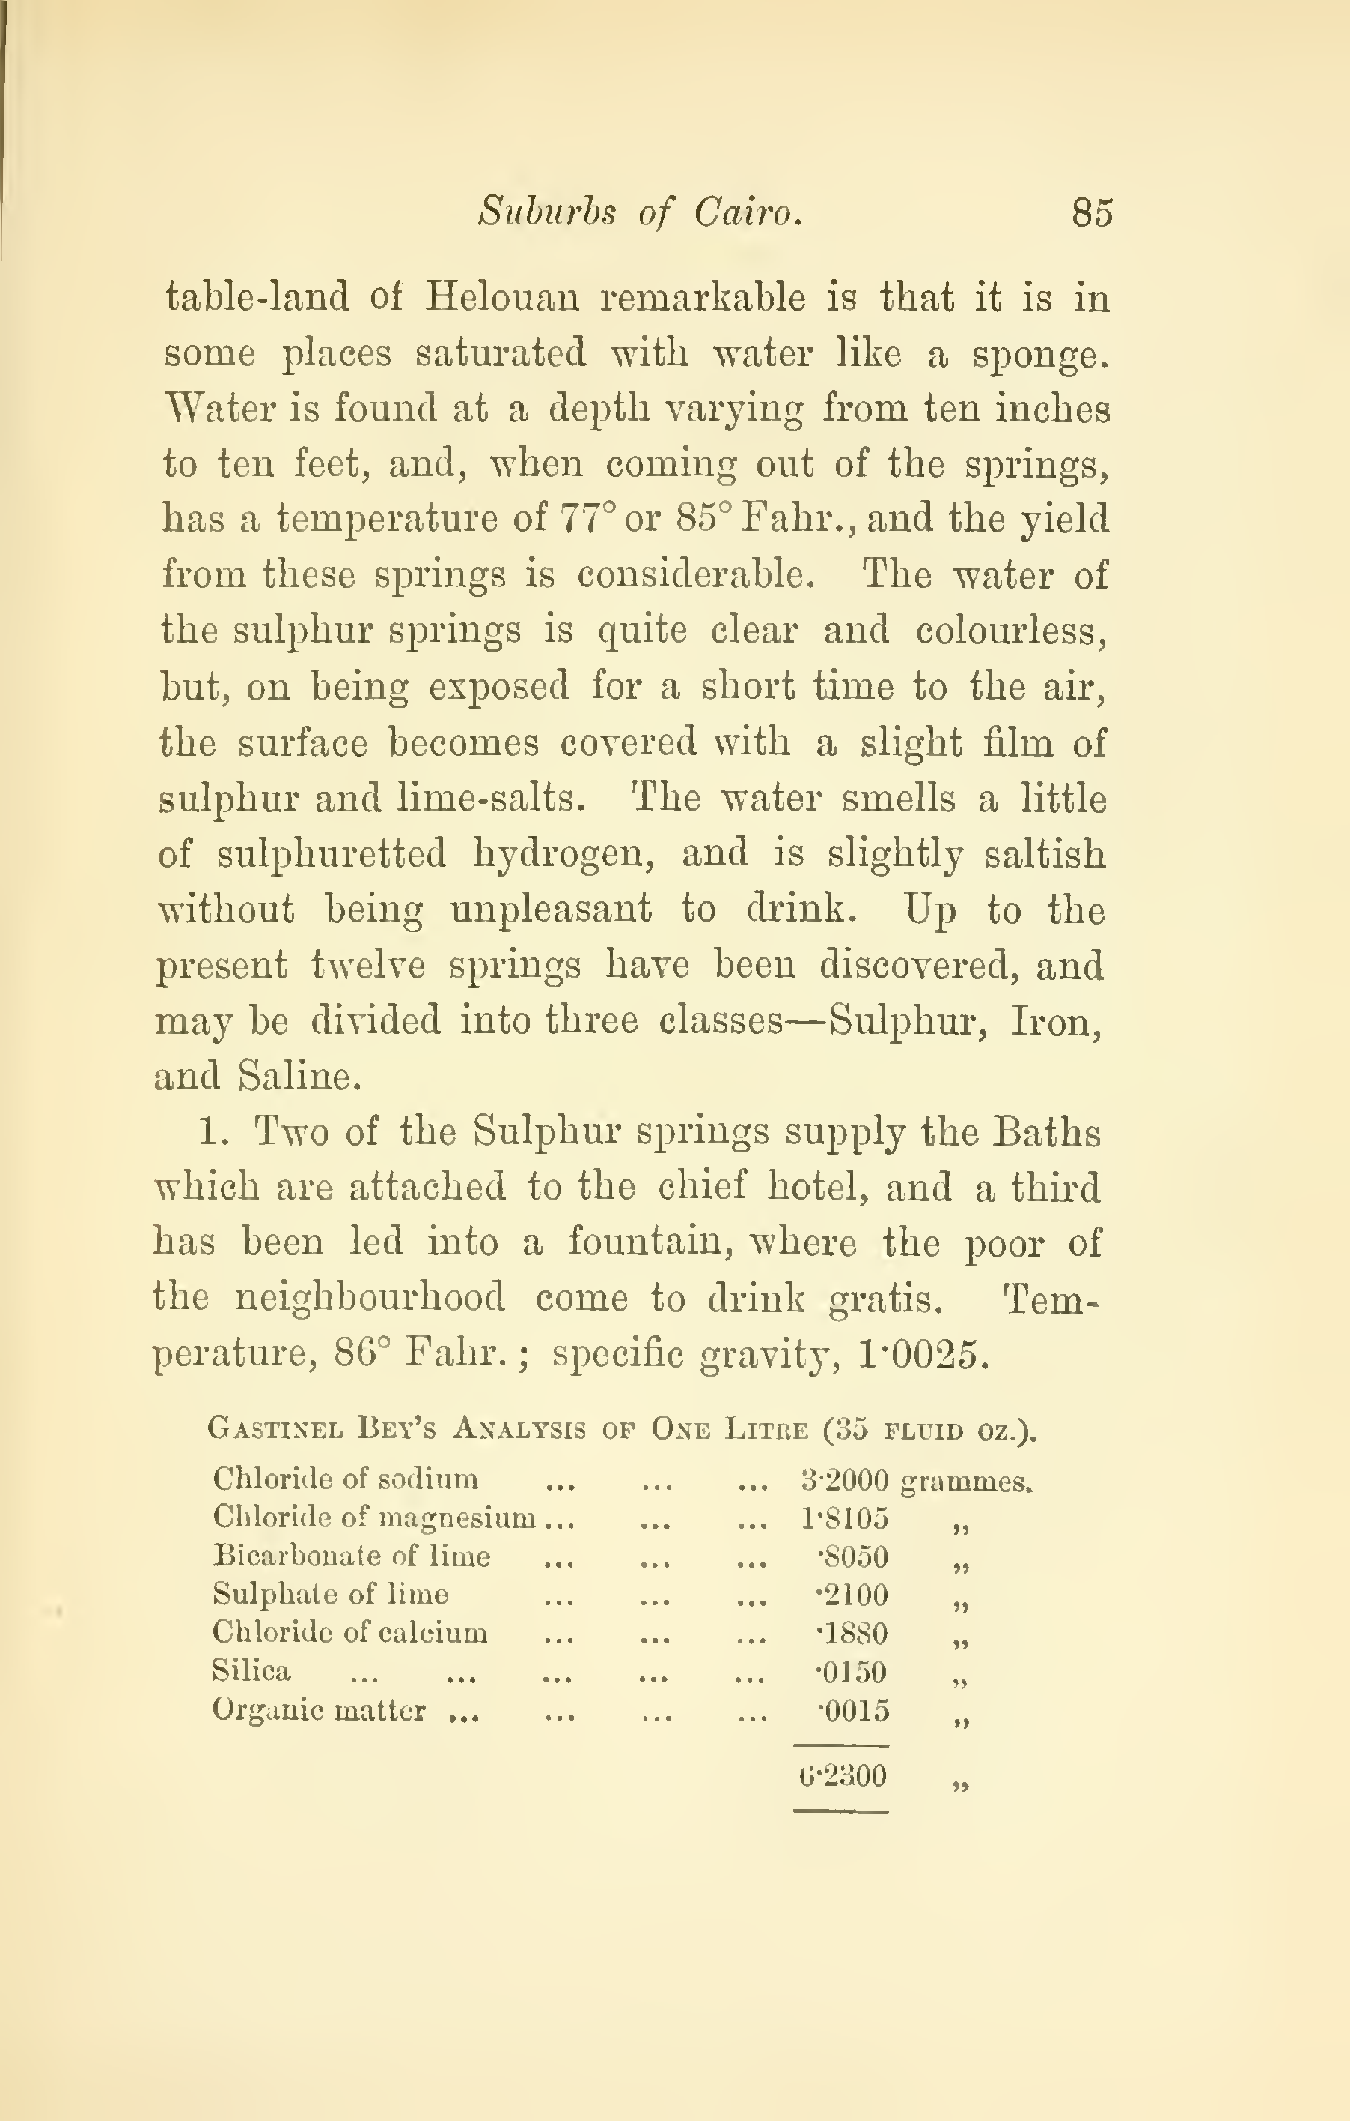 Suburbs of Cairo. 85
table-land of Helouan remarkable is that it is in
some places saturated with water like a sponge.
Water is found at a depth varying from ten inches
to ten feet, and, when coming out of the springs,
has a temperature of 77° or 85° Fahr., and the yield
from these springs is considerable. The water of
the sulphur springs is quite clear and colourless,
but, on being exposed for a short time to the air,
the surface becomes covered with a slight film of
sulphur and lime-salts. The water smells a little
of sulphuretted hydrogen, and is slightly saltish
without being unpleasant to drink. Up to the
present twelve springs have been discovered, and
may be divided into three classes—Sulphur, Iron,
and Saline.
1. Two of the Sulphur springs supply the Baths
which are attached to the chief hotel, and a third
has been led into a fountain, where the poor of
the neighbourhood come to drink gratis. Tem-
perature, 86° Fahr. ; specific gravity, 1·0025.
Gastinel Bey's Analysis of One Litre (35 fluid oz.).
Chloride of sodium ... ... ... 3·2000 grammes.
Chloride of magnesium ... ... ... 1·8105 „
Bicarbonate of lime ... ... ... ·8050 „
Sulphate of lime ... ... ... ·2100 „
Chloride of calcium ... ... ... ·1880 „
Silica ... ... ... ... ... ·0150 „
Organic matter ... ... ... ... ·0015 „
6·2300 „